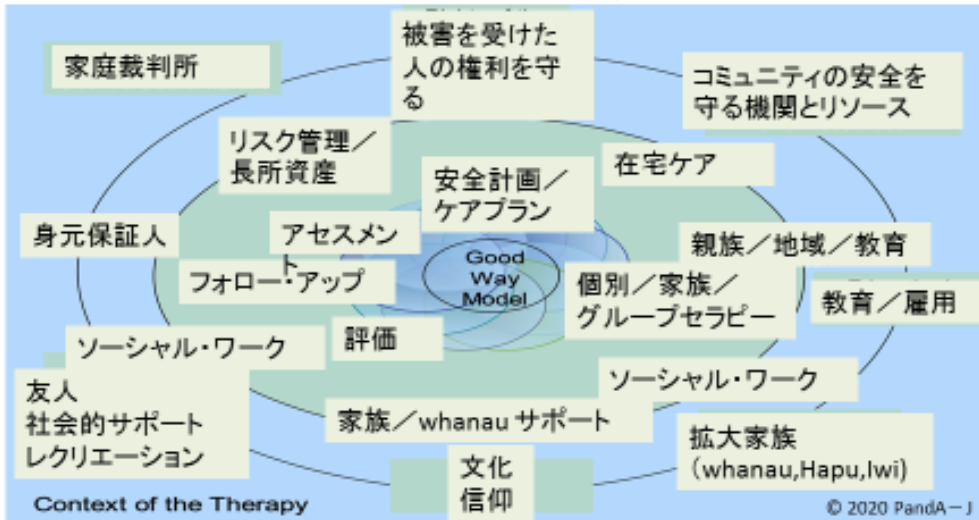 被害を受けた
人の権利を守
る
家庭裁判所
コミュニティの安全を
守る機関とリソース
リスク管理／
長所資産
在宅ケア
安全計画／
ケアプラン
身元保証人
アセスメン
ト
親族／地域／教育
Good
Way
Model
フォロー・アップ
個別／家族／
グループセラピー
教育／雇用
ソーシャル・ワーク
評価
ソーシャル・ワーク
友人
社会的サポート
レクリエーション
家族／whanau サポート
拡大家族
(whanau,Hapu,Iwi)
文化
信仰
Context of the Therapy
© 2020 PandA－J